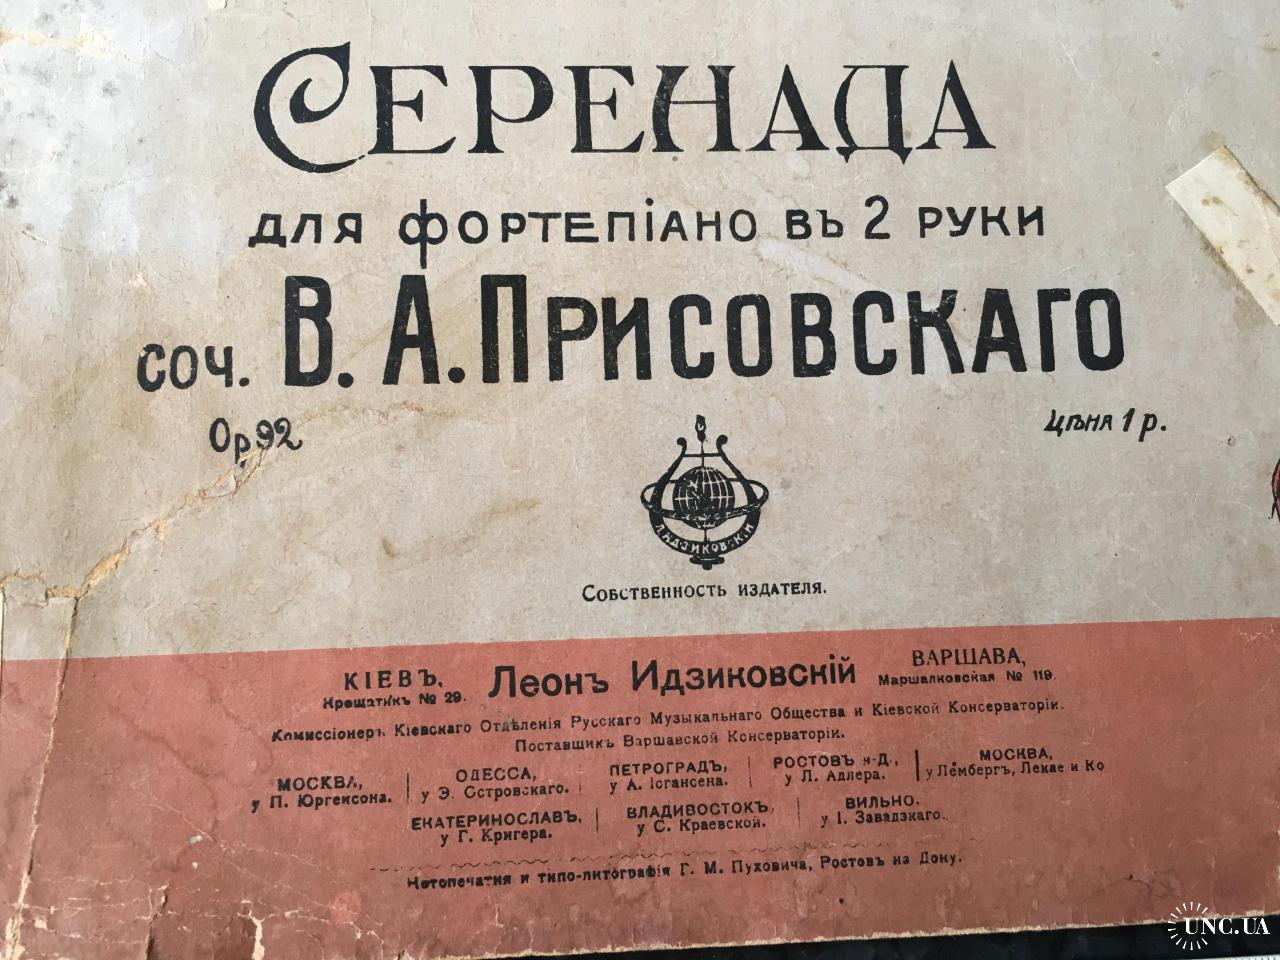 Серенада
для фортепіано въ 2 руки
соч. В. А. Присовскаго
Op 92
Цѣна 1 р.
Л. ИДЗИКОВСКІЙ
Собственность издателя.
КІЕВЪ,
Крещатикъ № 29.
Леонъ Идзиковскій
ВАРШАВА,
Маршалковская № 119.
Комиссіонеръ Кіевскаго Отдѣленія Русскаго Музыкальнаго Общества и Кіевской Консерваторіи.
Поставщикъ Варшавской Консерваторіи.
МОСКВА,
у П. Юргенсона.
ОДЕССА,
у Э. Островскаго.
ПЕТРОГРАДЪ,
у А. Іогансена.
РОСТОВЪ н-Д.,
у Л. Адлера.
МОСКВА,
у Лембергъ, Лекае и Ко
ЕКАТЕРИНОСЛАВЪ,
у Г. Кригера.
ВЛАДИВОСТОКЪ,
у С. Краевской.
ВИЛЬНО,
у І. Завадзкаго.
Нотопечатня и типо-литографія Г. М. Пуховича, Ростовъ на Дону.
UNC.UA